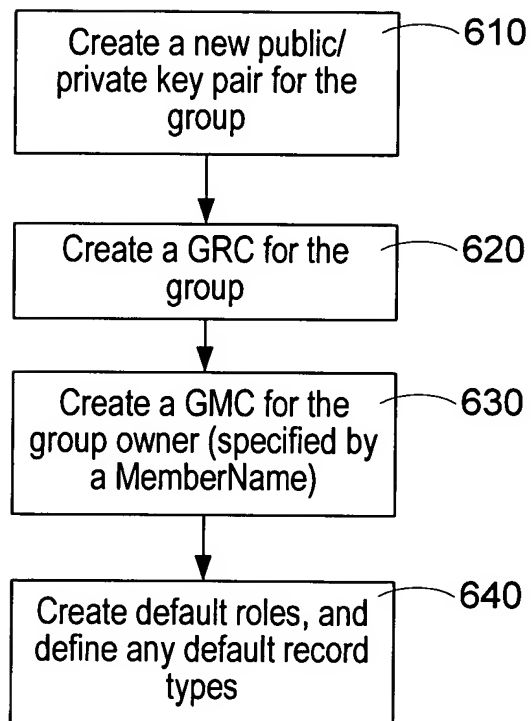 Create a new public/
private key pair for the
group
610
Create a GRC for the
group
620
Create a GMC for the
group owner (specified by
a MemberName)
630
Create default roles, and
define any default record
types
640